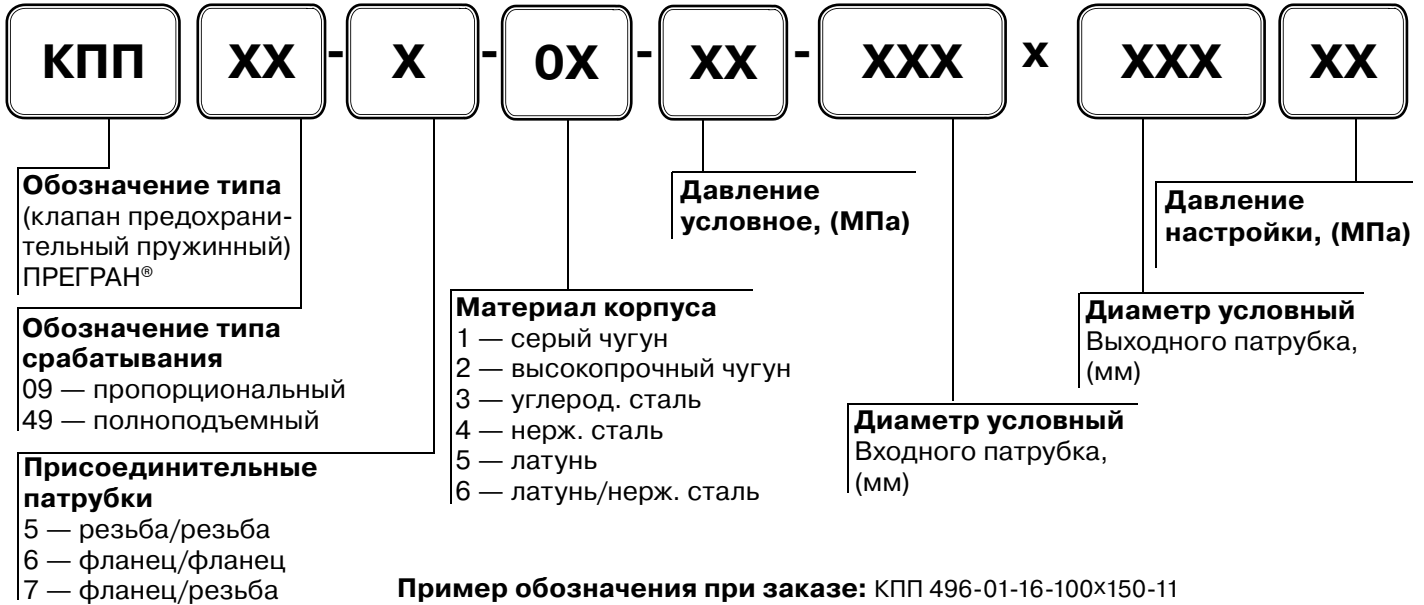 КПП XX - X - 0X - XX - XXX x XXX XX
Обозначение типа
(клапан предохрани-
тельный пружинный)
ПРЕГРАН®
Обозначение типа
срабатывания
09 — пропорциональный
49 — полноподъемный
Присоединительные
патрубки
5 — резьба/резьба
6 — фланец/фланец
7 — фланец/резьба
Материал корпуса
1 — серый чугун
2 — высокопрочный чугун
3 — углерод. сталь
4 — нерж. сталь
5 — латунь
6 — латунь/нерж. сталь
Давление
условное, (МПа)
Диаметр условный
Входного патрубка,
(мм)
Диаметр условный
Выходного патрубка,
(мм)
Давление
настройки, (МПа)
Пример обозначения при заказе: КПП 496-01-16-100x150-11